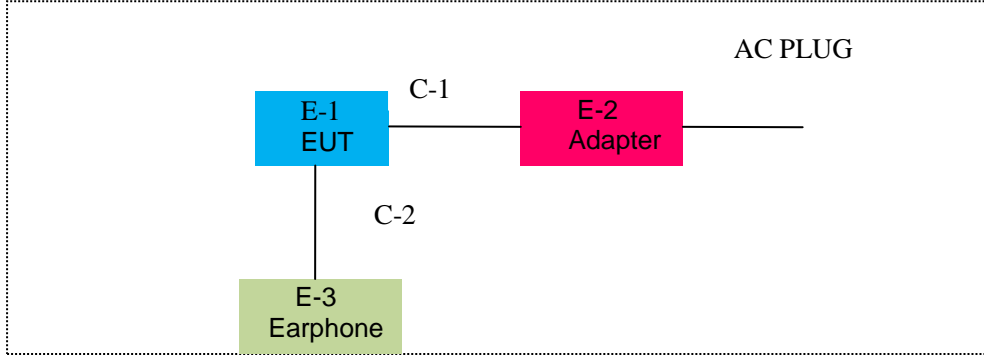 AC PLUG
C-1
E-1
EUT
E-2
Adapter
C-2
E-3
Earphone